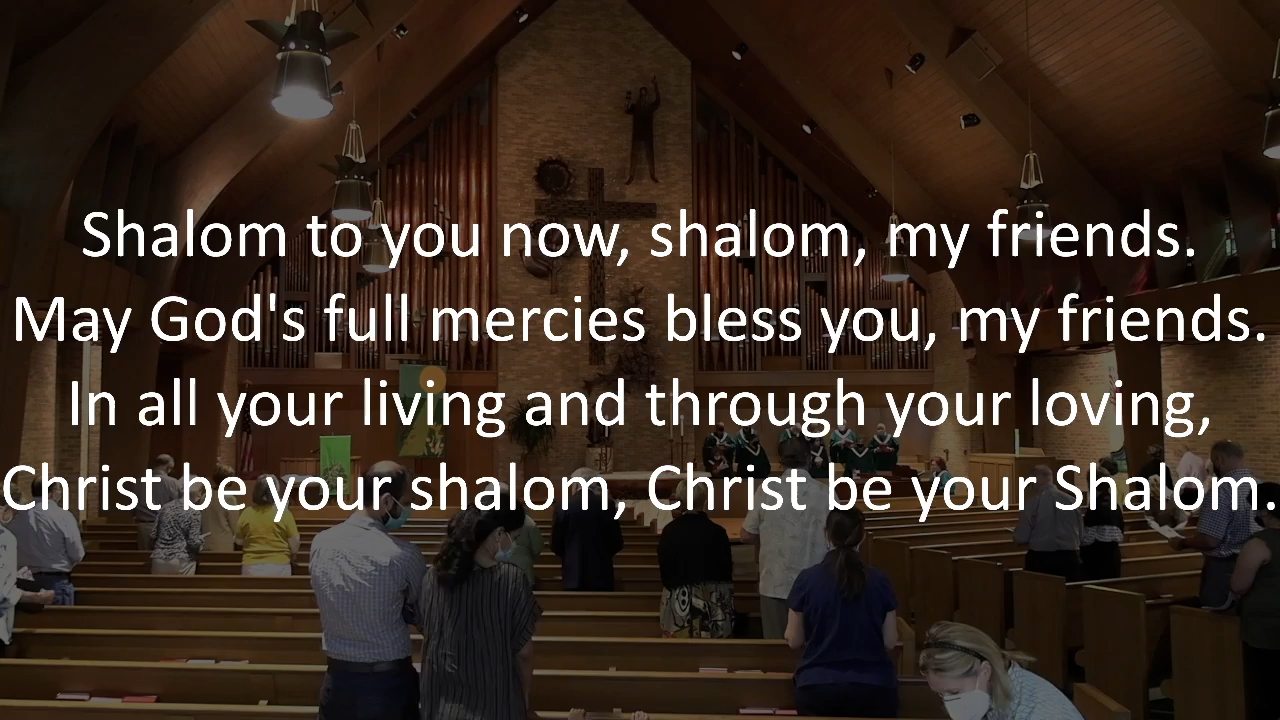 Shalom to you now, shalom, my friends.
May God's full mercies bless you, my friends.
In all your living and through your loving,
Christ be your shalom, Christ be your Shalom.